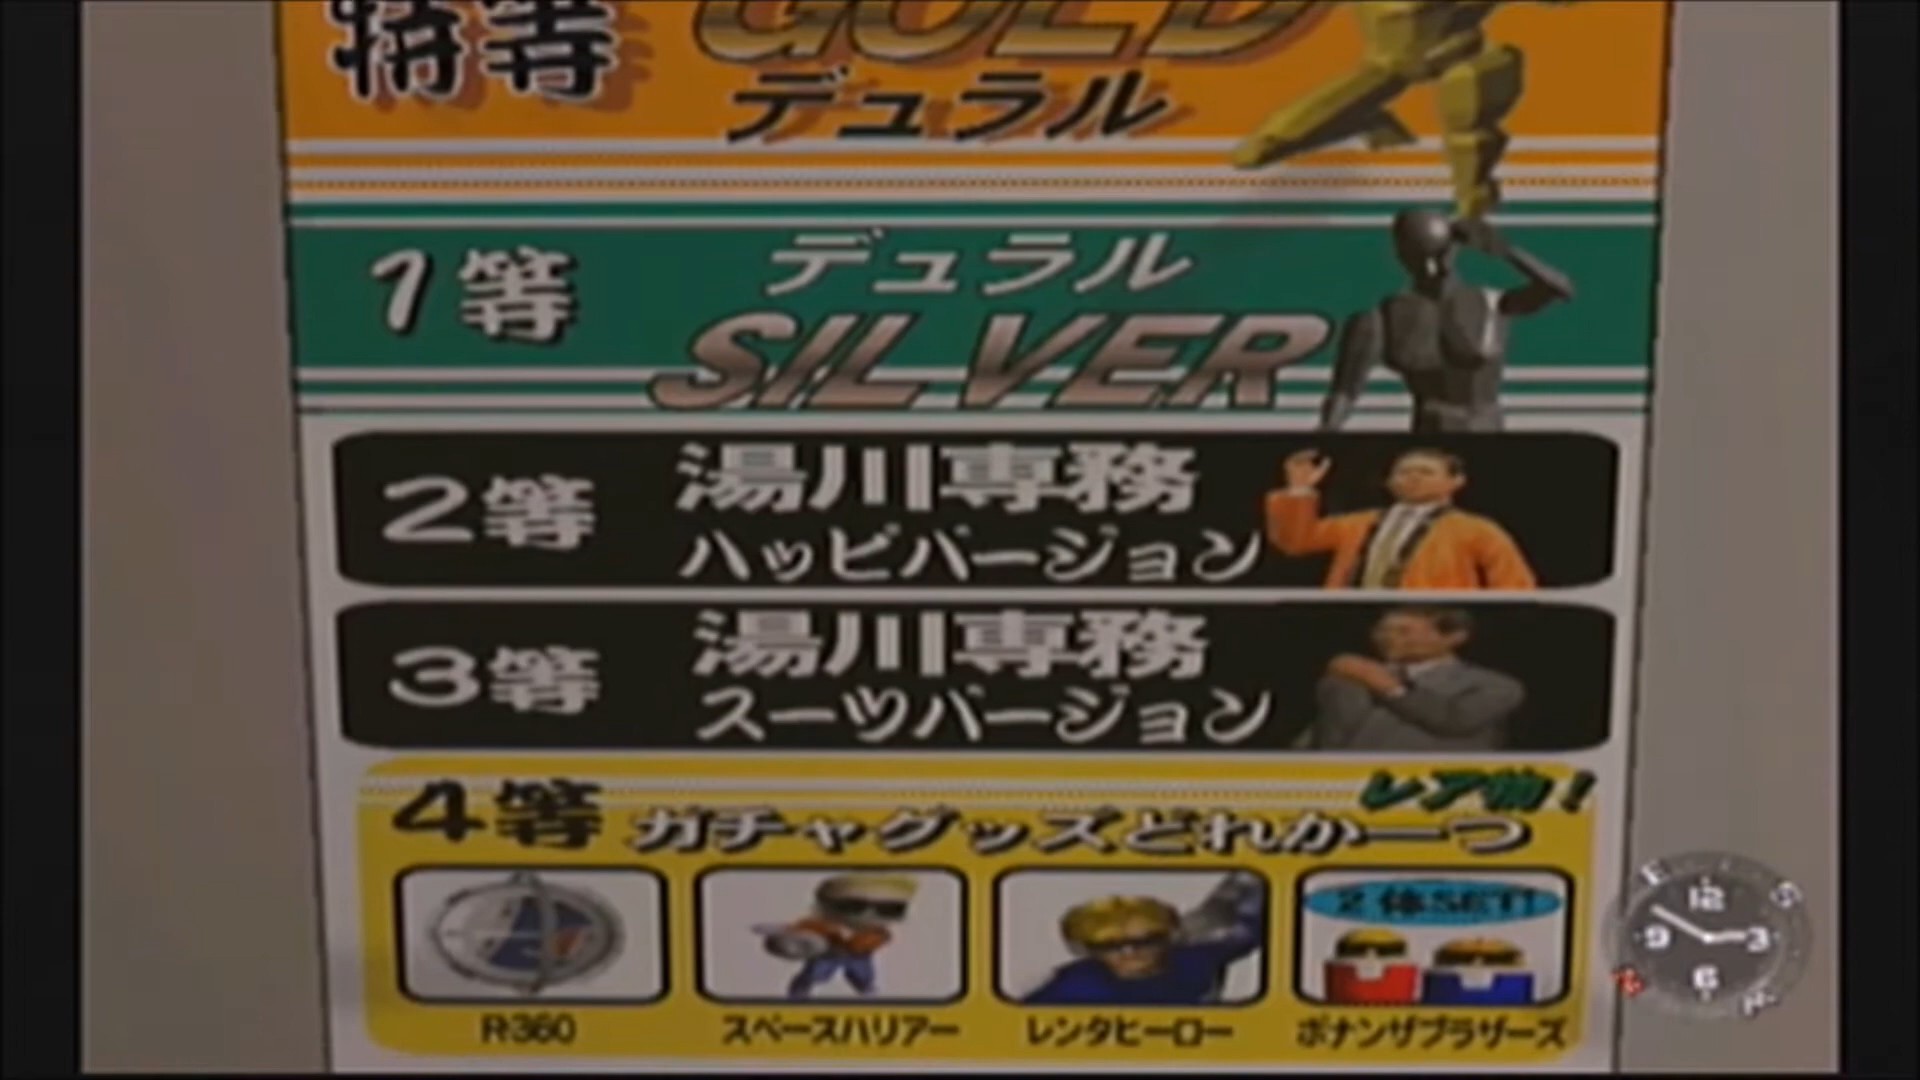 特等
GOLD
デュラル
1等
デュラル
SILVER
2等
湯川専務
ハッピバージョン
3等
湯川専務
スーツバージョン
4等
レア物!
ガチャグッズどれか一つ
2体SET!
R-360
スペースハリアー
レンタヒーロー
ボナンザブラザーズ
12
9 3
6